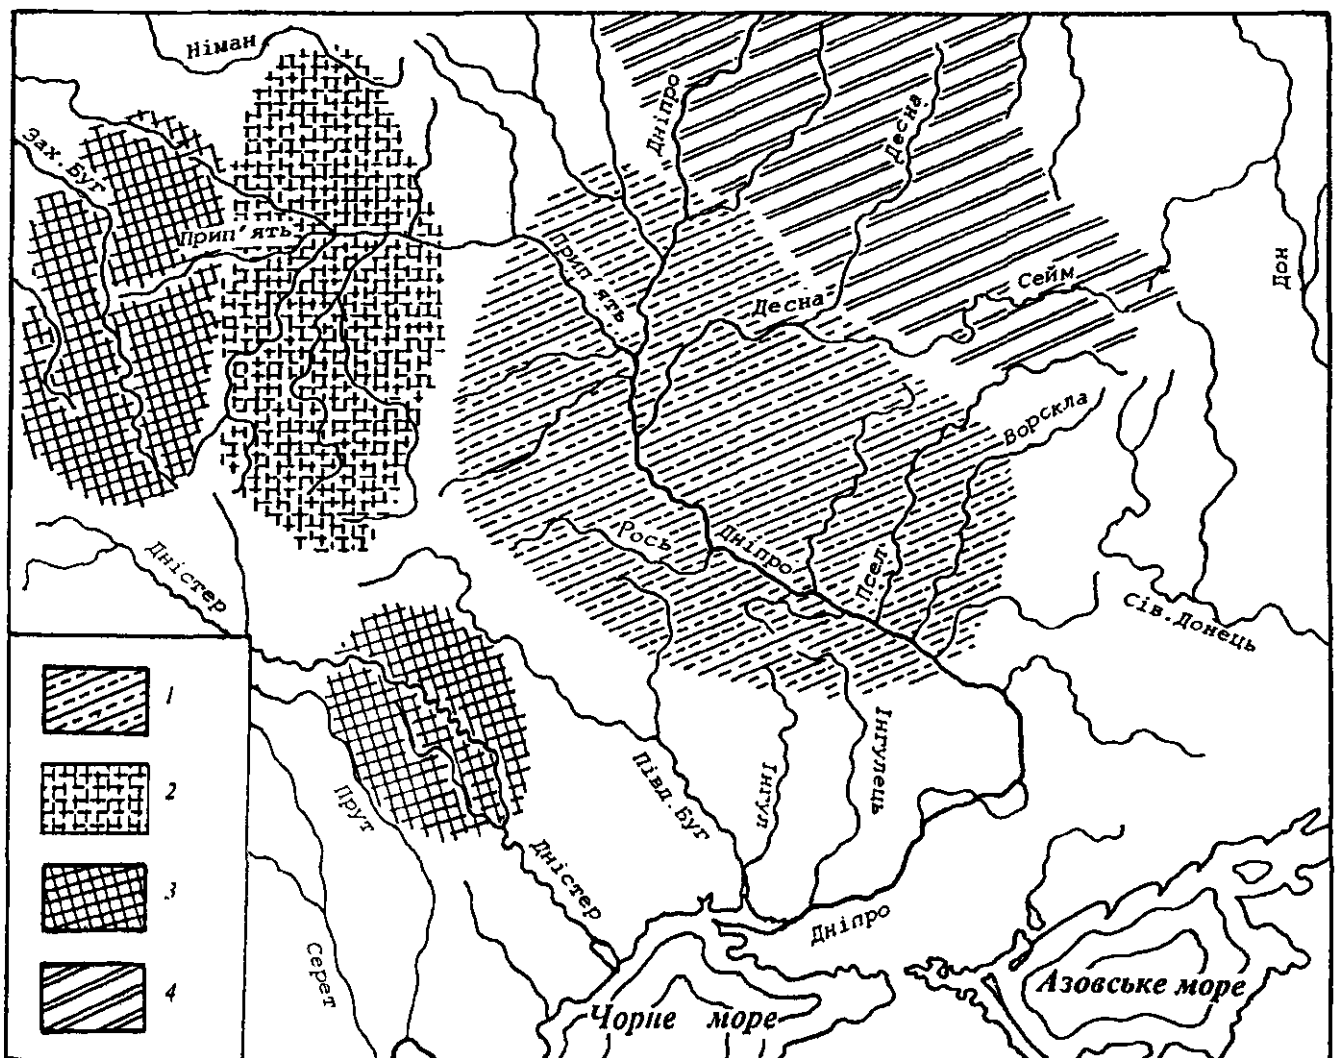 Німан
Дніпро
Десна
Зах. Буг
Прип'ять
Прип'ять
Десна
Сейм
Дон
Ворскла
Рось
Дніпро
Псел
Дністер
Сів. Донець
1
2
3
4
Прут
Серет
Дністер
Півд. Буг
Інгул
Інгулець
Дніпро
Чорне море
Азовське море